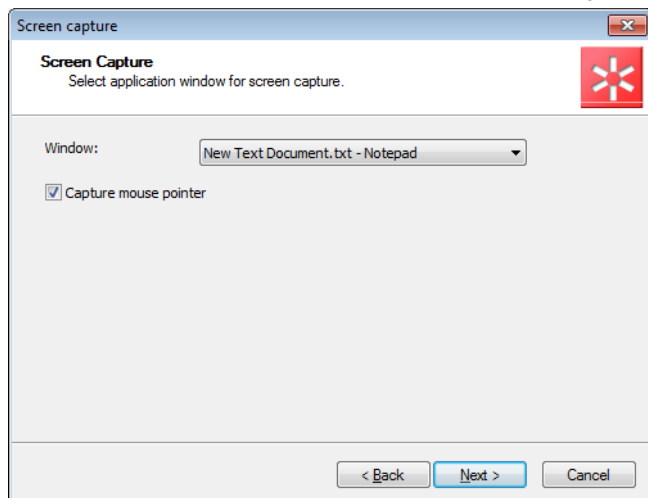 Screen capture
Screen Capture
Select application window for screen capture.
Window: New Text Document.txt - Notepad
Capture mouse pointer
< Back Next > Cancel